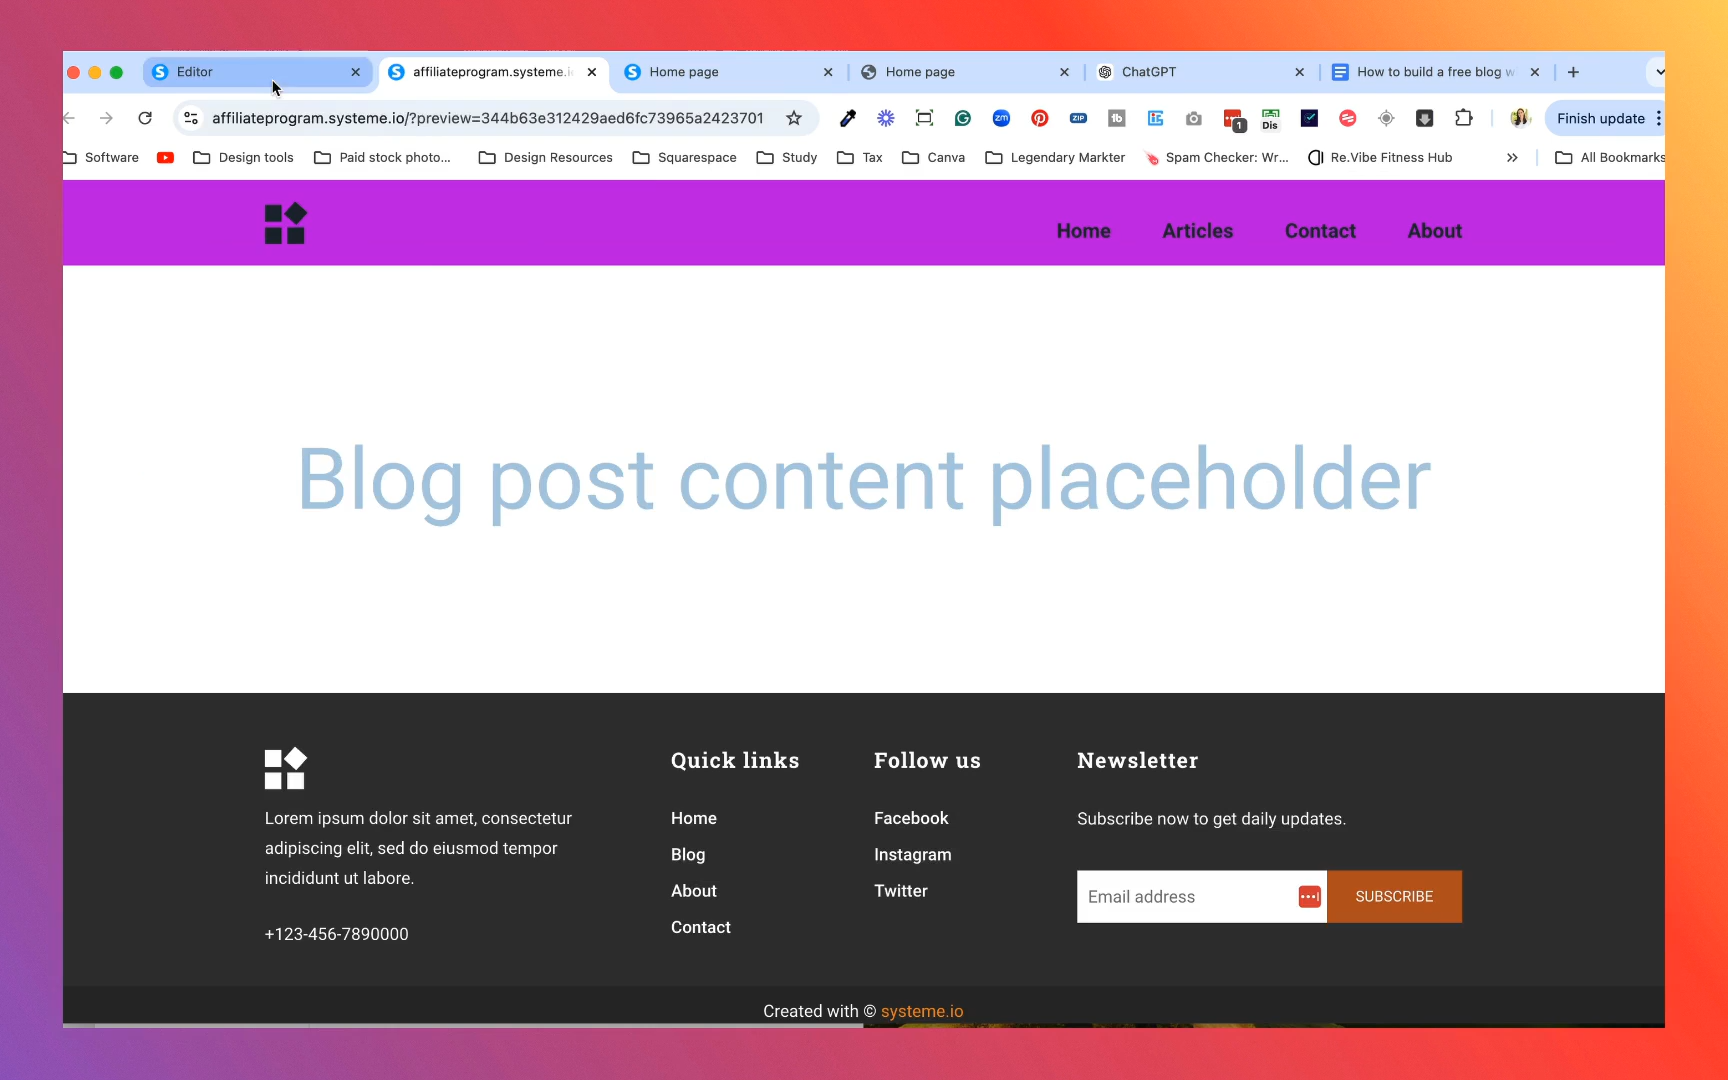 Editor
affiliateprogram.systeme.i
Home page
Home page
ChatGPT
How to build a free blog w
affiliateprogram.systeme.io/?preview=344b63e312429aed6fc73965a2423701
Finish update
Software
Design tools
Paid stock photo...
Design Resources
Squarespace
Study
Tax
Canva
Legendary Markter
Spam Checker: Wr...
Re.Vibe Fitness Hub
All Bookmarks
zm
ZIP
1
Dis
Home
Articles
Contact
About
Blog post content placeholder
Lorem ipsum dolor sit amet, consectetur
adipiscing elit, sed do eiusmod tempor
incididunt ut labore.
+123-456-7890000
Quick links
Home
Blog
About
Contact
Follow us
Facebook
Instagram
Twitter
Newsletter
Subscribe now to get daily updates.
Email address
SUBSCRIBE
Created with © systeme.io